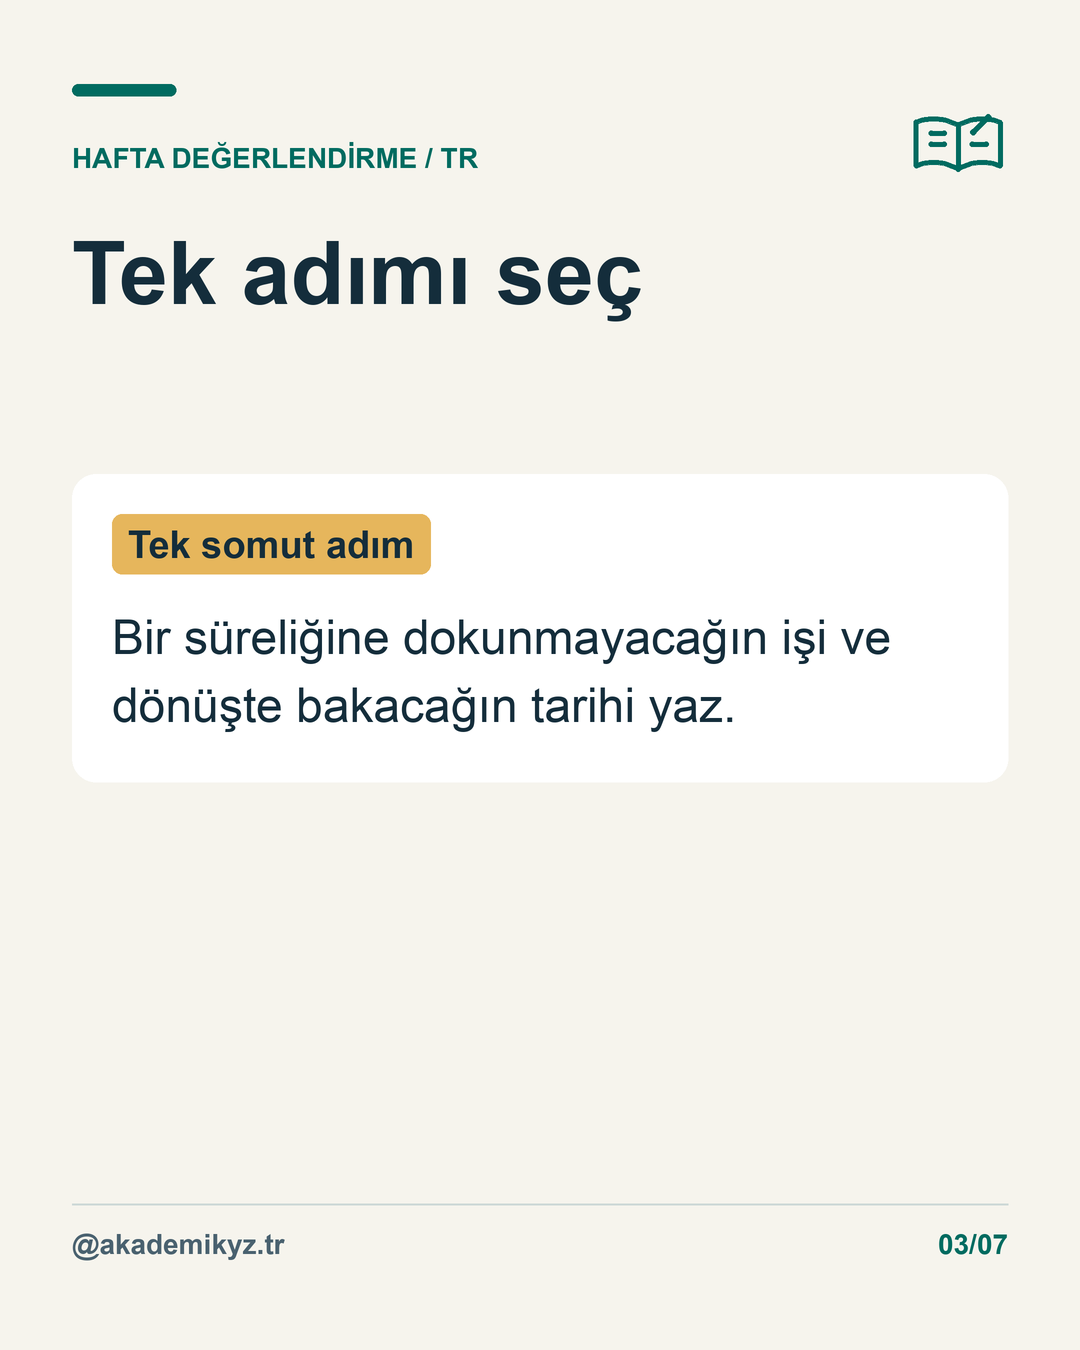 HAFTA DEĞERLENDİRME / TR
Tek adımı seç
Tek somut adım
Bir süreliğine dokunmayacağın işi ve
dönüşte bakacağın tarihi yaz.
@akademikyz.tr
03/07